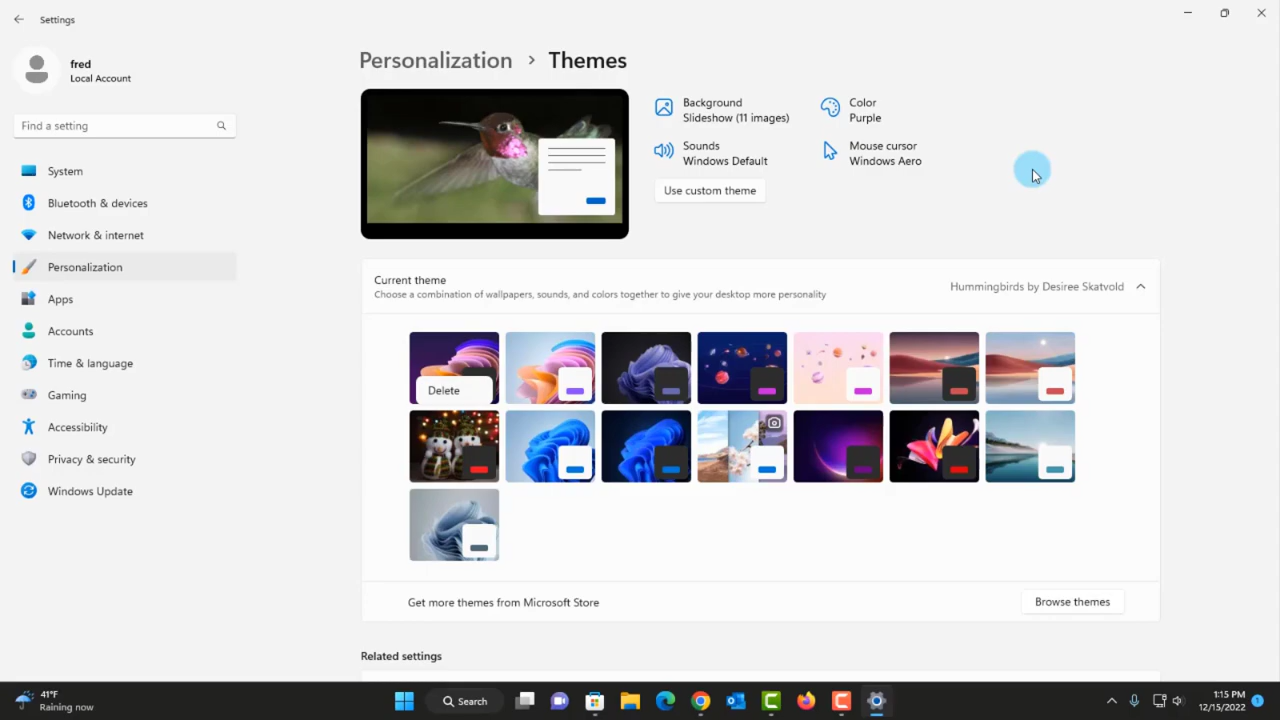 Settings
fred
Local Account
Find a setting
System
Bluetooth & devices
Network & internet
Personalization
Apps
Accounts
Time & language
Gaming
Accessibility
Privacy & security
Windows Update
Personalization > Themes
Background
Slideshow (11 images)
Color
Purple
Sounds
Windows Default
Mouse cursor
Windows Aero
Use custom theme
Current theme
Choose a combination of wallpapers, sounds, and colors together to give your desktop more personality
Hummingbirds by Desiree Skatvold
Delete
Get more themes from Microsoft Store
Browse themes
Related settings
41°F
Raining now
Search
1:15 PM
12/15/2022
1